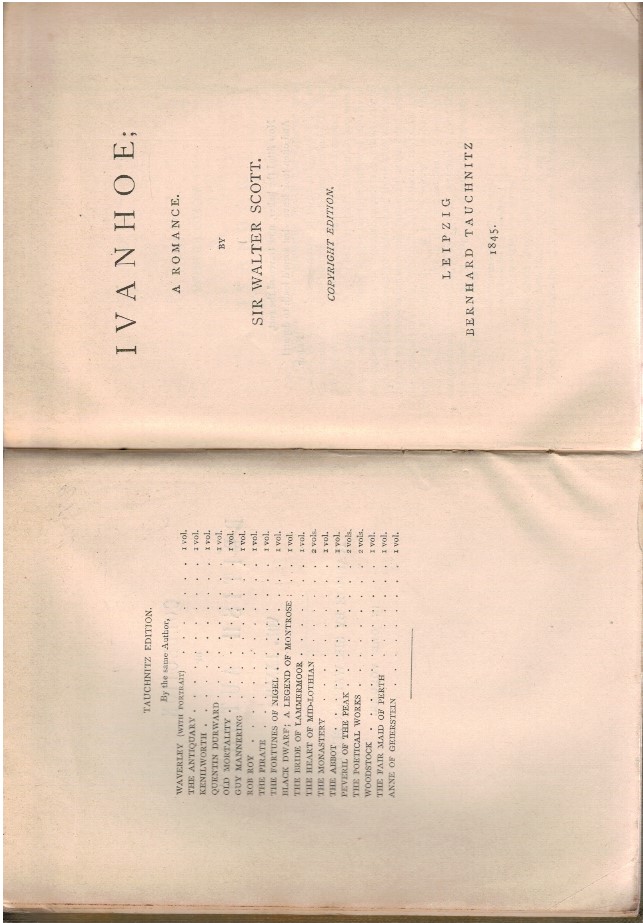 TAUCHNITZ EDITION.
By the same Author,
WAVERLEY (WITH PORTRAIT) . . . . . . . 1 vol.
THE ANTIQUARY . . . . . . . . . . 1 vol.
KENILWORTH . . . . . . . . . . . 1 vol.
QUENTIN DURWARD . . . . . . . . . 1 vol.
OLD MORTALITY . . . . . . . . . . 1 vol.
GUY MANNERING . . . . . . . . . . 1 vol.
ROB ROY . . . . . . . . . . . . 1 vol.
THE PIRATE . . . . . . . . . . . 1 vol.
THE FORTUNES OF NIGEL . . . . . . . 1 vol.
BLACK DWARF; A LEGEND OF MONTROSE . . . 1 vol.
THE BRIDE OF LAMMERMOOR . . . . . . 1 vol.
THE HEART OF MID-LOTHIAN . . . . . . 2 vols.
THE MONASTERY . . . . . . . . . . 1 vol.
THE ABBOT . . . . . . . . . . . 1 vol.
PEVERIL OF THE PEAK . . . . . . . . 2 vols.
THE POETICAL WORKS . . . . . . . . 2 vols.
WOODSTOCK . . . . . . . . . . . 1 vol.
THE FAIR MAID OF PERTH . . . . . . . 1 vol.
ANNE OF GEIERSTEIN . . . . . . . . 1 vol.
IVANHOE;
A ROMANCE.
BY
SIR WALTER SCOTT.
COPYRIGHT EDITION.
LEIPZIG
BERNHARD TAUCHNITZ
1845.